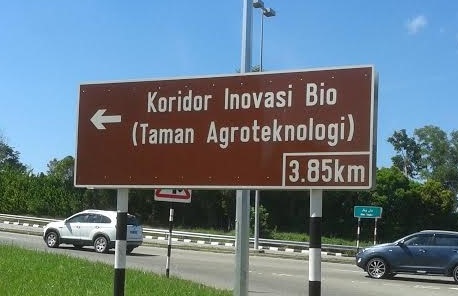 Koridor Inovasi Bio
(Taman Agroteknologi)
3.85km